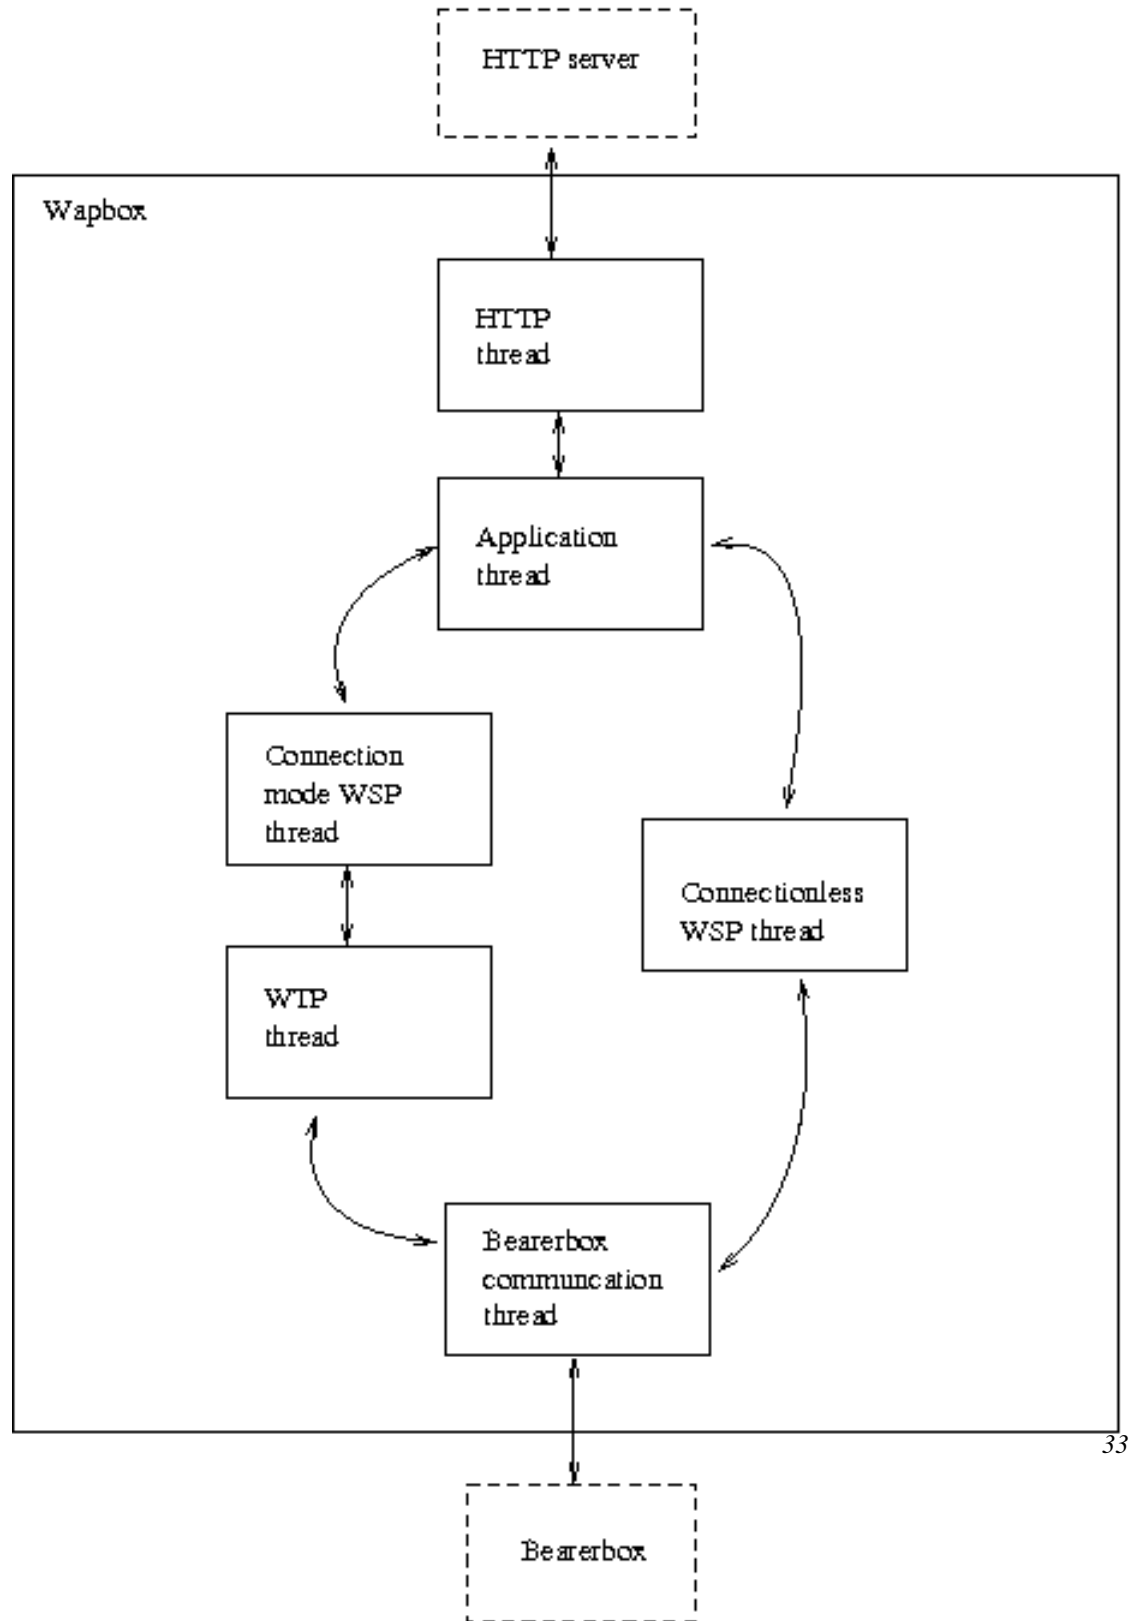 HTTP server
Wapbox
HTTP
thread
Application
thread
Connection
mode WSP
thread
Connectionless
WSP thread
WTP
thread
Bearerbox
communcation
thread
33
Bearerbox